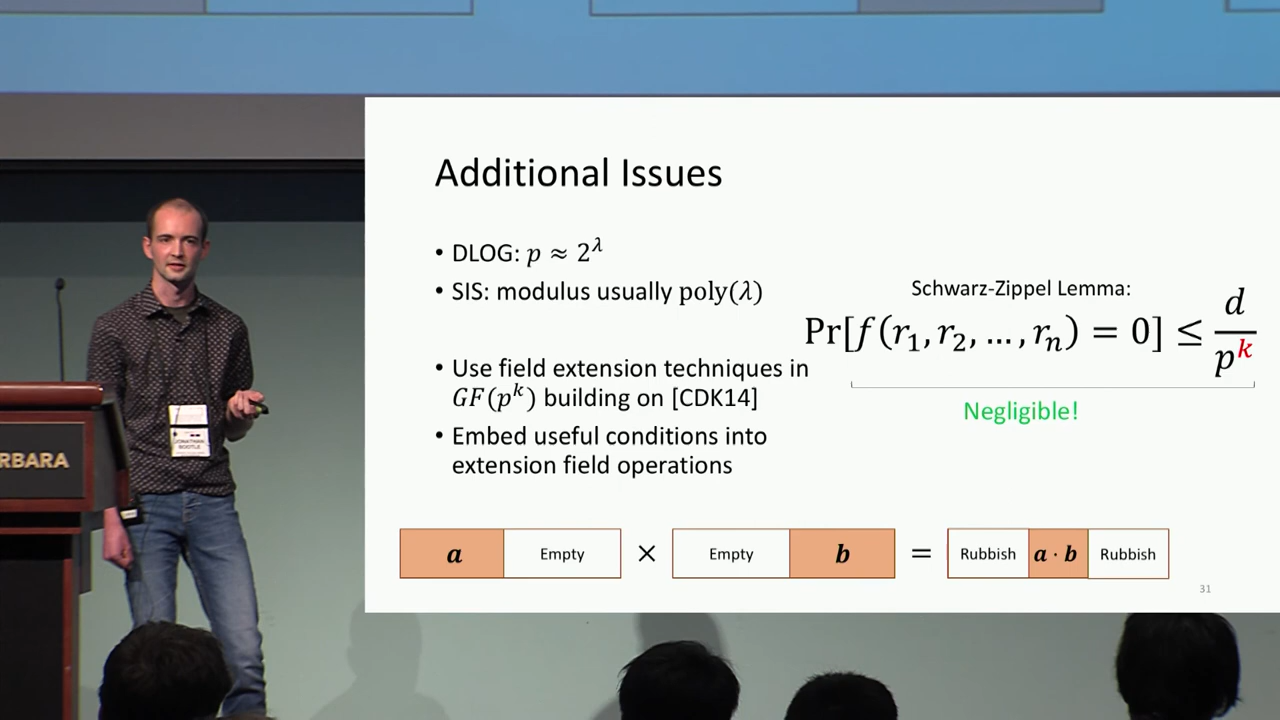 Additional Issues
• DLOG: 𝑝 ≈ 2^λ
• SIS: modulus usually poly(λ)
Schwarz-Zippel Lemma:
Pr[𝑓(𝑟₁, 𝑟₂, …, 𝑟ₙ) = 0] ≤ d/p^k
• Use field extension techniques in
𝐺𝐹(𝑝^𝑘) building on [CDK14]
Negligible!
• Embed useful conditions into
extension field operations
a Empty × Empty b = Rubbish a · b Rubbish
31
JONATHAN
BOOTLE
RBARA